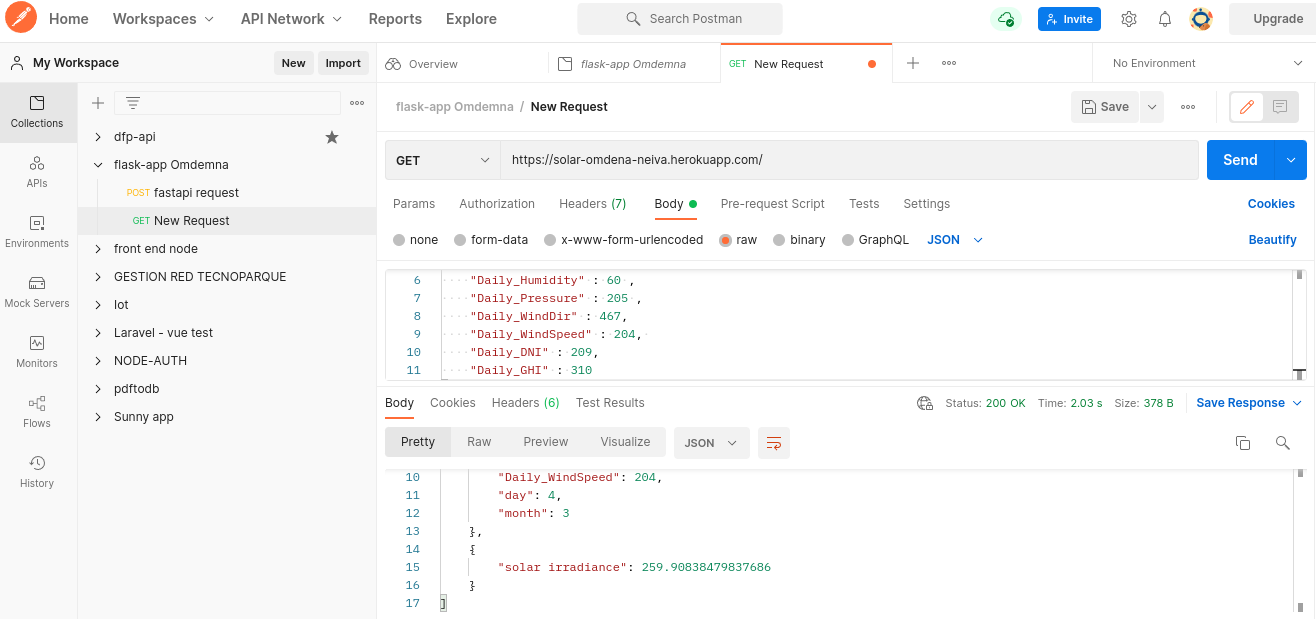 Home Workspaces API Network Reports Explore Search Postman Invite Upgrade
My Workspace New Import Overview flask-app Omdemna GET New Request No Environment
Collections
APIs
Environments
Mock Servers
Monitors
Flows
History
dfp-api
flask-app Omdemna
POST fastapi request
GET New Request
front end node
GESTION RED TECNOPARQUE
Iot
Laravel - vue test
NODE-AUTH
pdftodb
Sunny app
flask-app Omdemna / New Request Save
GET https://solar-omdena-neiva.herokuapp.com/ Send
Params Authorization Headers (7) Body Pre-request Script Tests Settings Cookies
none form-data x-www-form-urlencoded raw binary GraphQL JSON Beautify
6 "Daily_Humidity" : 60 ,
7 "Daily_Pressure" : 205 ,
8 "Daily_WindDir" : 467,
9 "Daily_WindSpeed" : 204,
10 "Daily_DNI" : 209,
11 "Daily_GHI" : 310
Body Cookies Headers (6) Test Results Status: 200 OK Time: 2.03 s Size: 378 B Save Response
Pretty Raw Preview Visualize JSON
10 "Daily_WindSpeed": 204,
11 "day": 4,
12 "month": 3
13 },
14 {
15 "solar irradiance": 259.90838479837686
16 }
17 ]